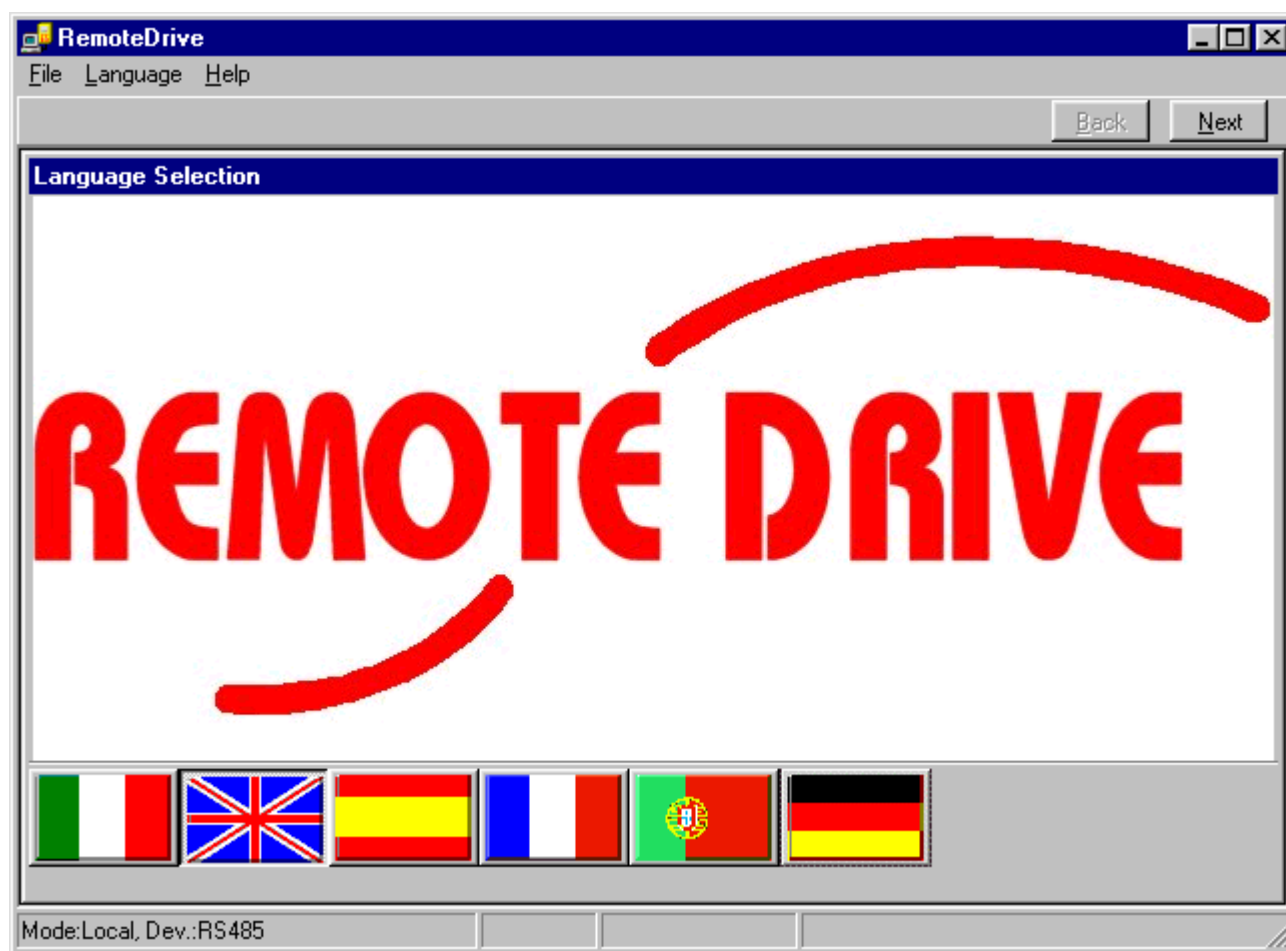 RemoteDrive
File Language Help
Back Next
Language Selection
REMOTE DRIVE
Mode:Local, Dev.:RS485